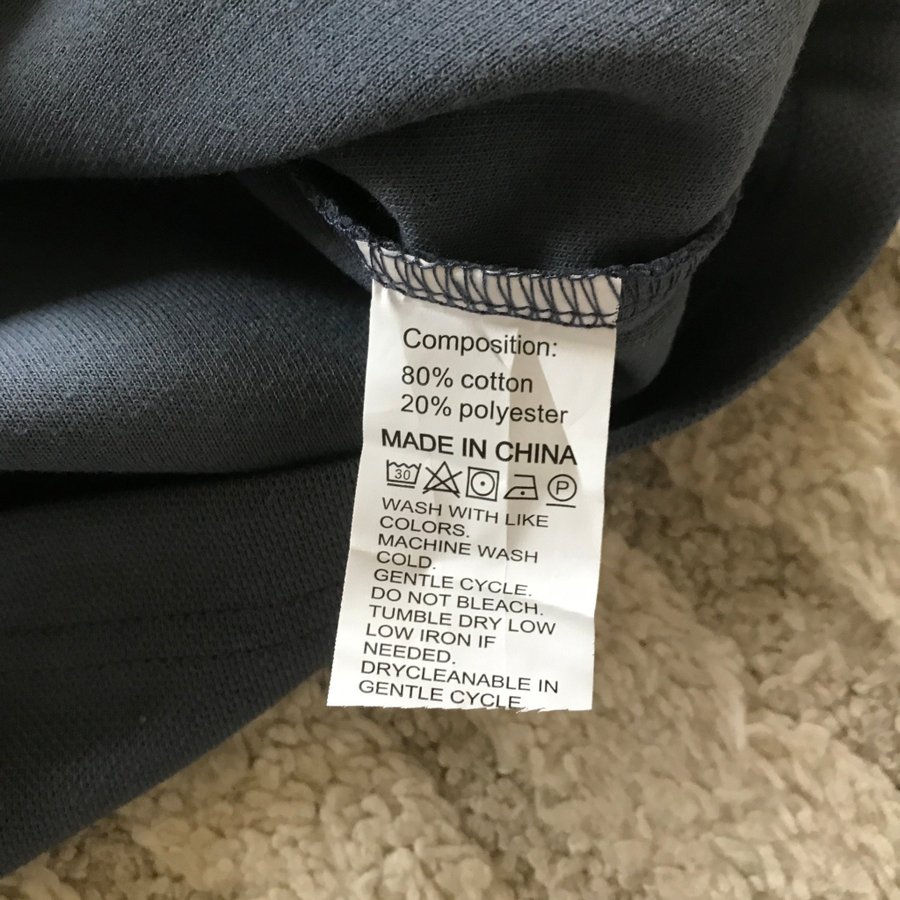 Composition:
80% cotton
20% polyester
MADE IN CHINA
30 P
WASH WITH LIKE
COLORS.
MACHINE WASH
COLD.
GENTLE CYCLE.
DO NOT BLEACH.
TUMBLE DRY LOW
LOW IRON IF
NEEDED.
DRYCLEANABLE IN
GENTLE CYCLE